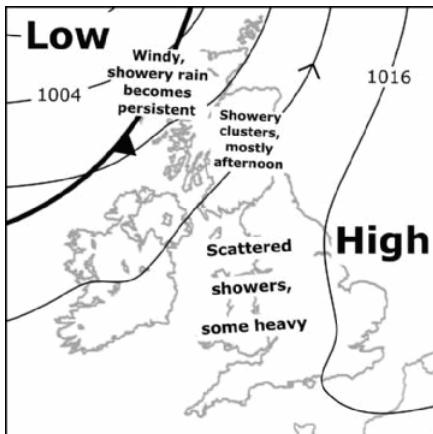 Low
Windy,
showery rain
becomes
persistent
1016
1004
Showery
clusters,
mostly
afternoon
High
Scattered
showers,
some heavy